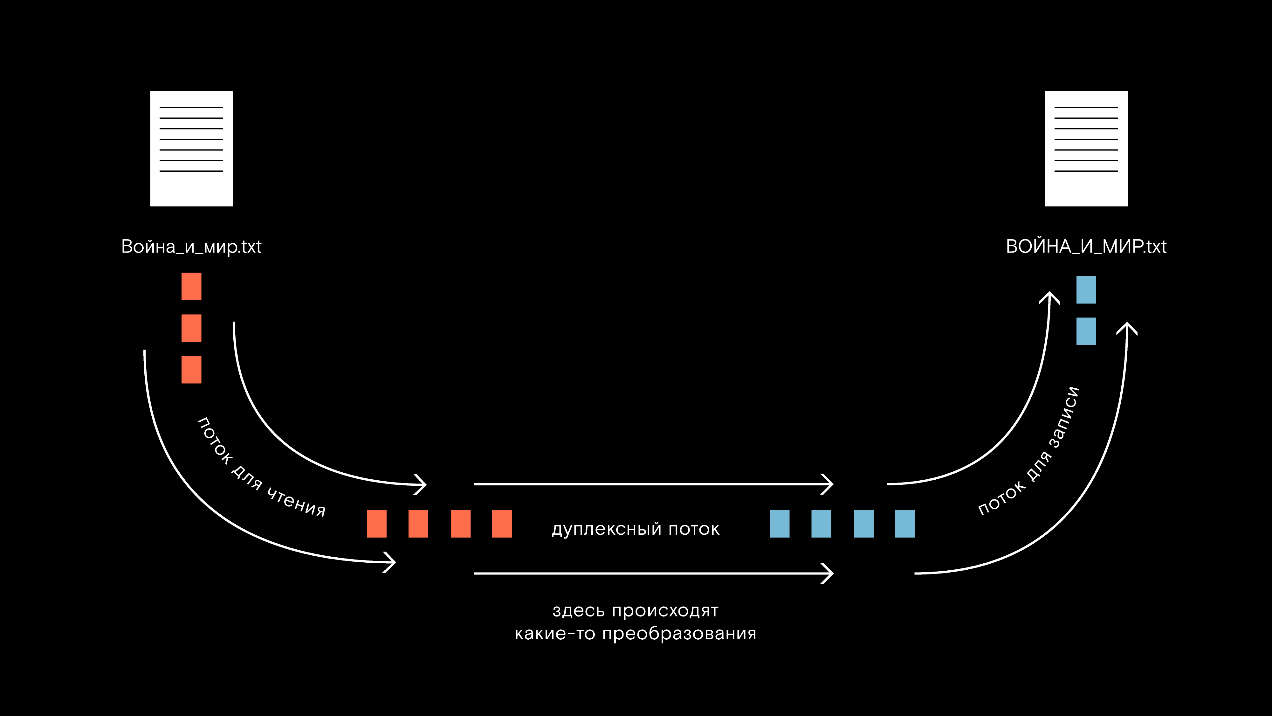 Война_и_мир.txt
ВОЙНА_И_МИР.txt
поток для чтения
дуплексный поток
поток для записи
здесь происходят
какие-то преобразования